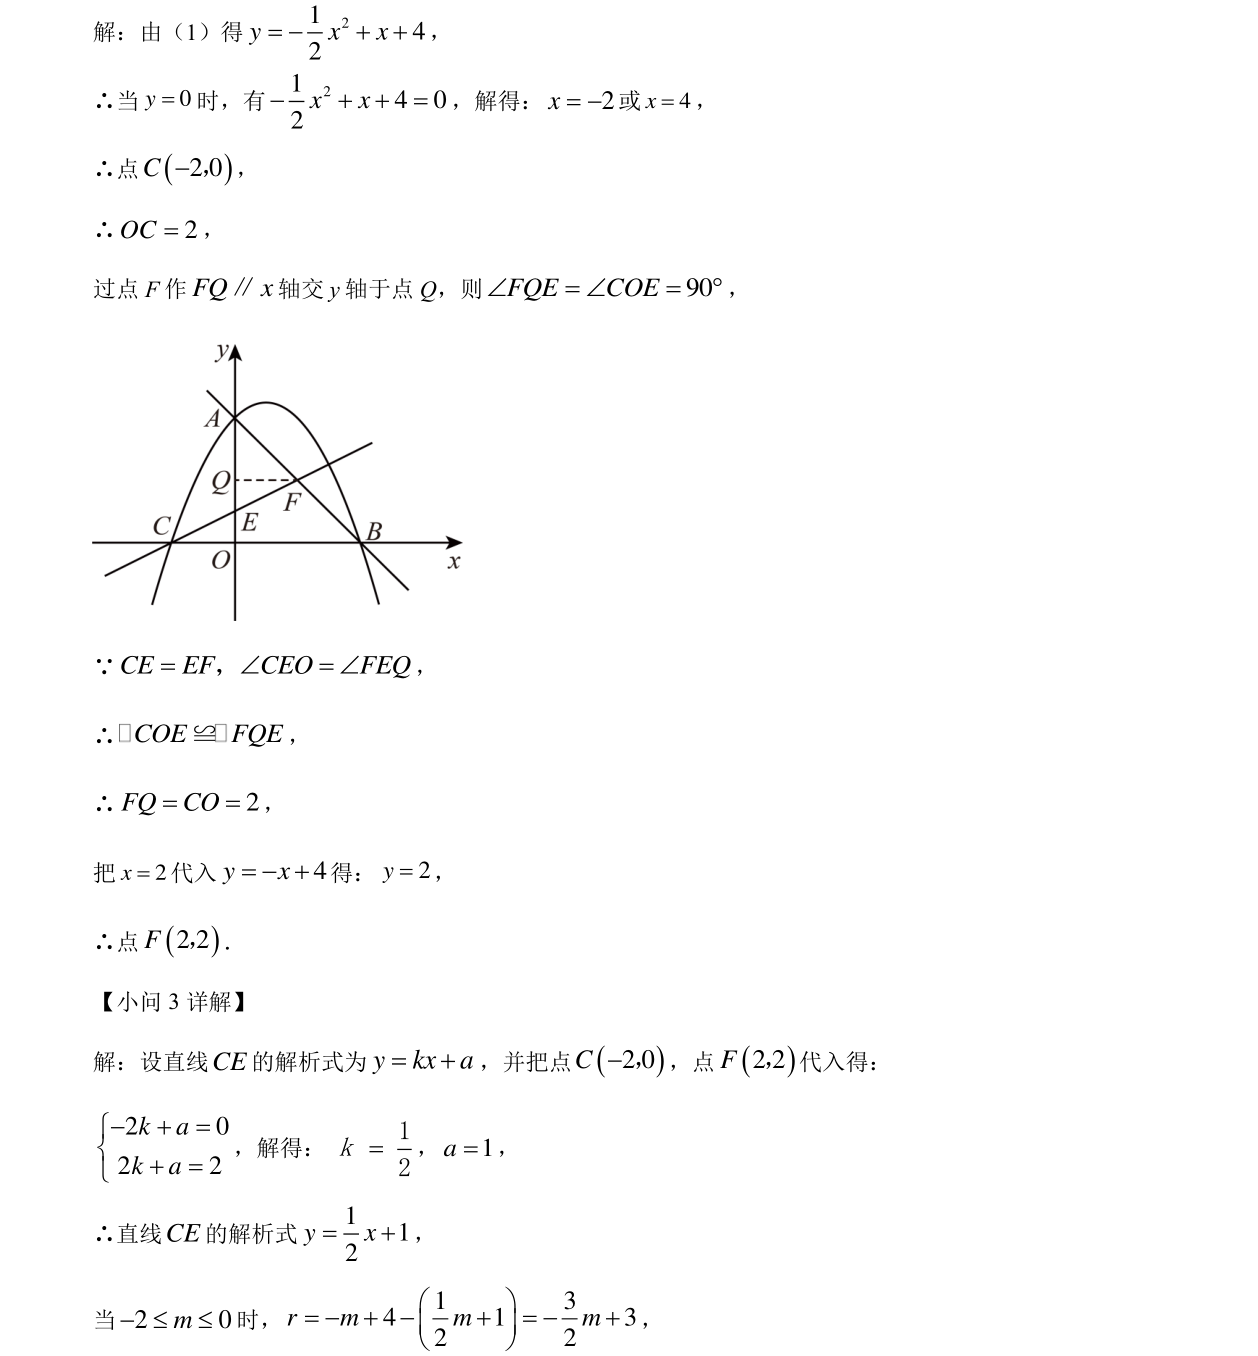 解：由（1）得 y = -\frac{1}{2}x² + x + 4，
∴当 y = 0 时，有 -\frac{1}{2}x² + x + 4 = 0，解得：x = -2 或 x = 4，
∴点 C(-2,0)，
∴ OC = 2，
过点 F 作 FQ // x 轴交 y 轴于点 Q，则 ∠FQE = ∠COE = 90°，
y
A
Q
F
C
E
B
O
x
∵ CE = EF，∠CEO = ∠FEQ，
∴ □COE ≌ □FQE，
∴ FQ = CO = 2，
把 x = 2 代入 y = -x + 4 得：y = 2，
∴点 F(2,2).
【小问 3 详解】
解：设直线 CE 的解析式为 y = kx + a，并把点 C(-2,0)，点 F(2,2) 代入得：
{-2k + a = 0
2k + a = 2，解得： k = \frac{1}{2}，a = 1，
∴直线 CE 的解析式 y = \frac{1}{2}x + 1，
当 -2 ≤ m ≤ 0 时，r = -m + 4 - (\frac{1}{2}m + 1) = -\frac{3}{2}m + 3，